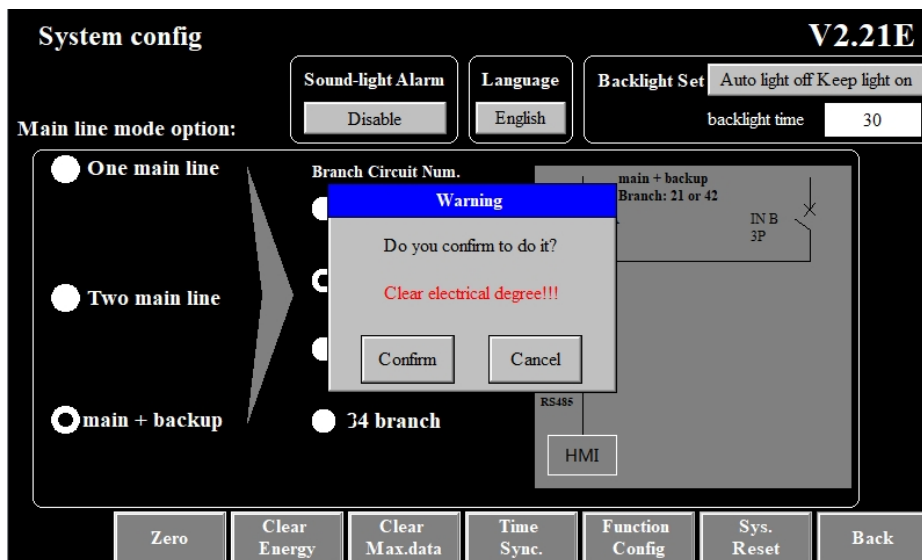 System config
V2.21E
Sound-light Alarm
Disable
Language
English
Backlight Set
Auto light off Keep light on
backlight time
30
Main line mode option:
One main line
Two main line
main + backup
Branch Circuit Num.
34 branch
main + backup
Branch: 21 or 42
IN B
3P
RS485
HMI
Warning
Do you confirm to do it?
Clear electrical degree!!!
Confirm
Cancel
Zero
Clear
Energy
Clear
Max.data
Time
Sync.
Function
Config
Sys.
Reset
Back